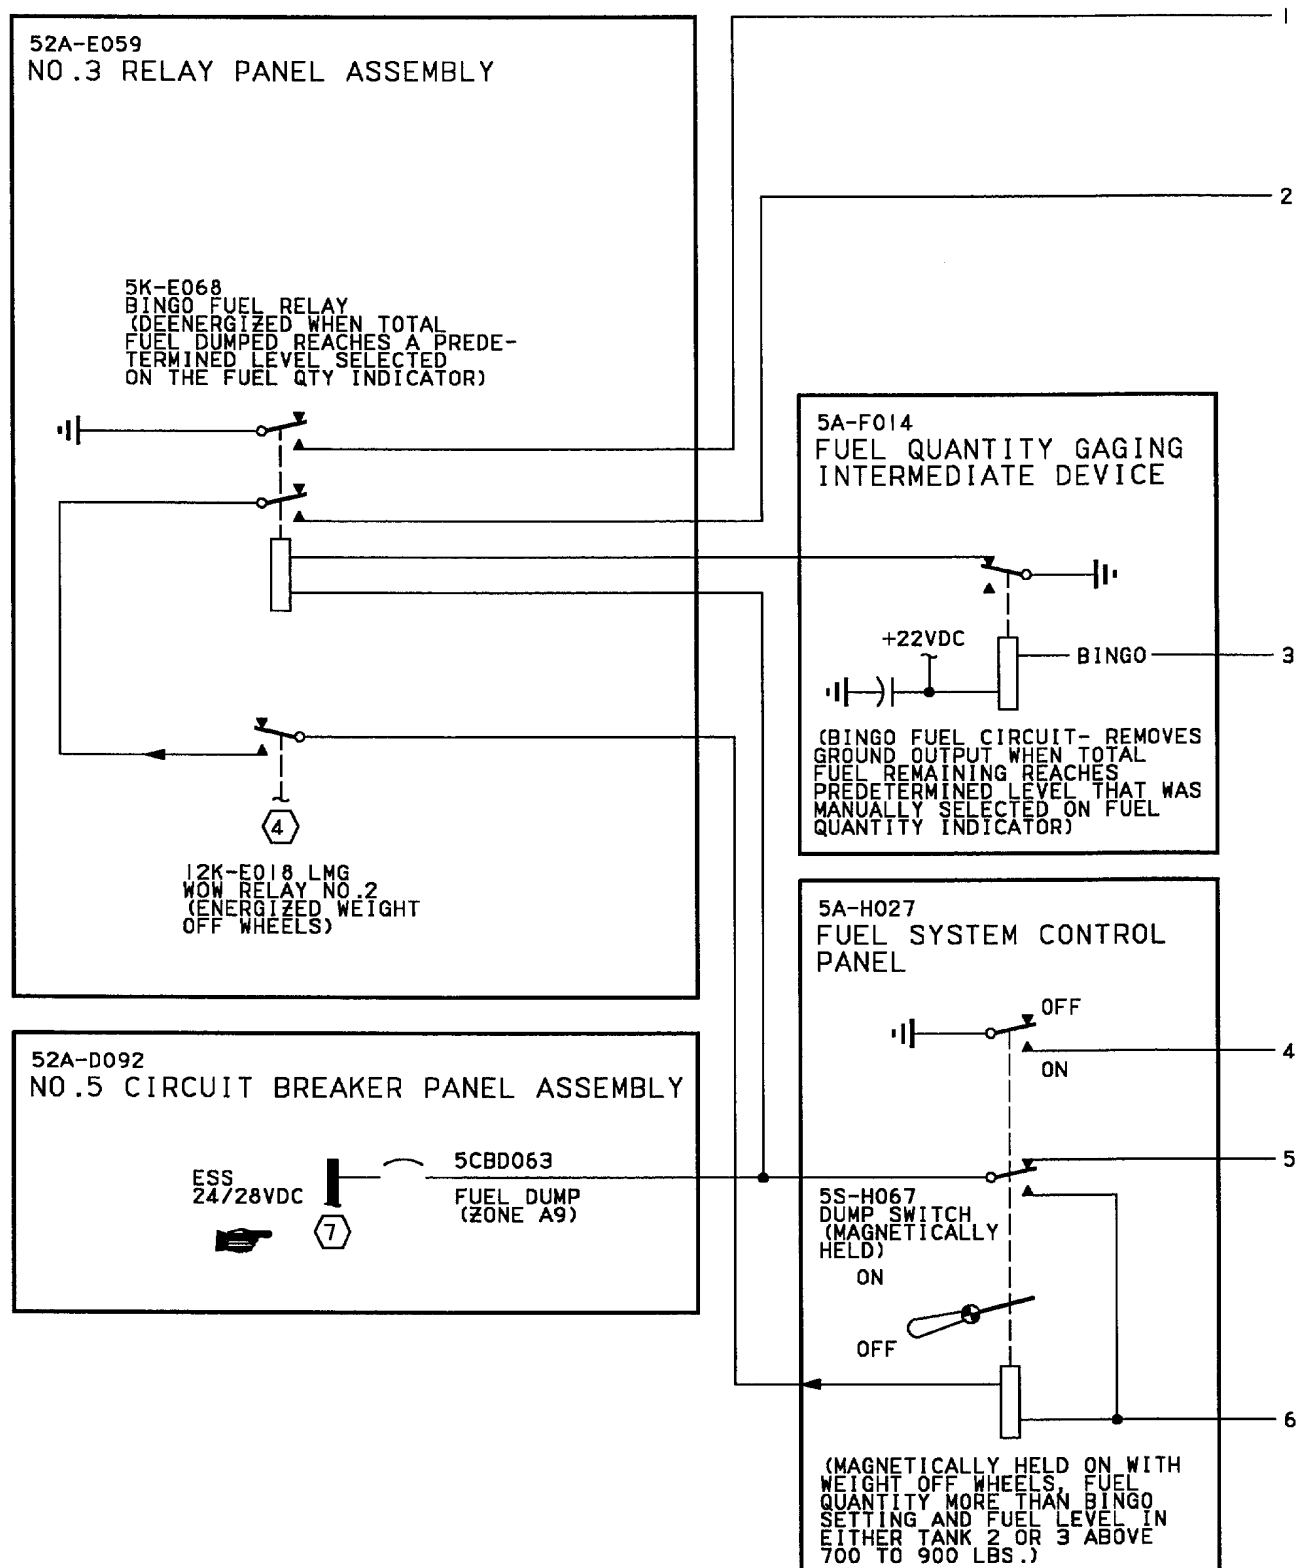 52A-E059
NO.3 RELAY PANEL ASSEMBLY
1
2
5K-E068
BINGO FUEL RELAY
(DEENERGIZED WHEN TOTAL
FUEL DUMPED REACHES A PREDE-
TERMINED LEVEL SELECTED
ON THE FUEL QTY INDICATOR)
5A-F014
FUEL QUANTITY GAGING
INTERMEDIATE DEVICE
+22VDC
BINGO
3
(BINGO FUEL CIRCUIT- REMOVES
GROUND OUTPUT WHEN TOTAL
FUEL REMAINING REACHES
PREDETERMINED LEVEL THAT WAS
MANUALLY SELECTED ON FUEL
QUANTITY INDICATOR)
4
12K-E018 LMG
WOW RELAY NO.2
(ENERGIZED WEIGHT
OFF WHEELS)
5A-H027
FUEL SYSTEM CONTROL
PANEL
OFF
4
ON
52A-D092
NO.5 CIRCUIT BREAKER PANEL ASSEMBLY
ESS
24/28VDC
7
5CBD063
FUEL DUMP
(ZONE A9)
5
5S-H067
DUMP SWITCH
(MAGNETICALLY
HELD)
ON
OFF
6
(MAGNETICALLY HELD ON WITH
WEIGHT OFF WHEELS, FUEL
QUANTITY MORE THAN BINGO
SETTING AND FUEL LEVEL IN
EITHER TANK 2 OR 3 ABOVE
700 TO 900 LBS.)